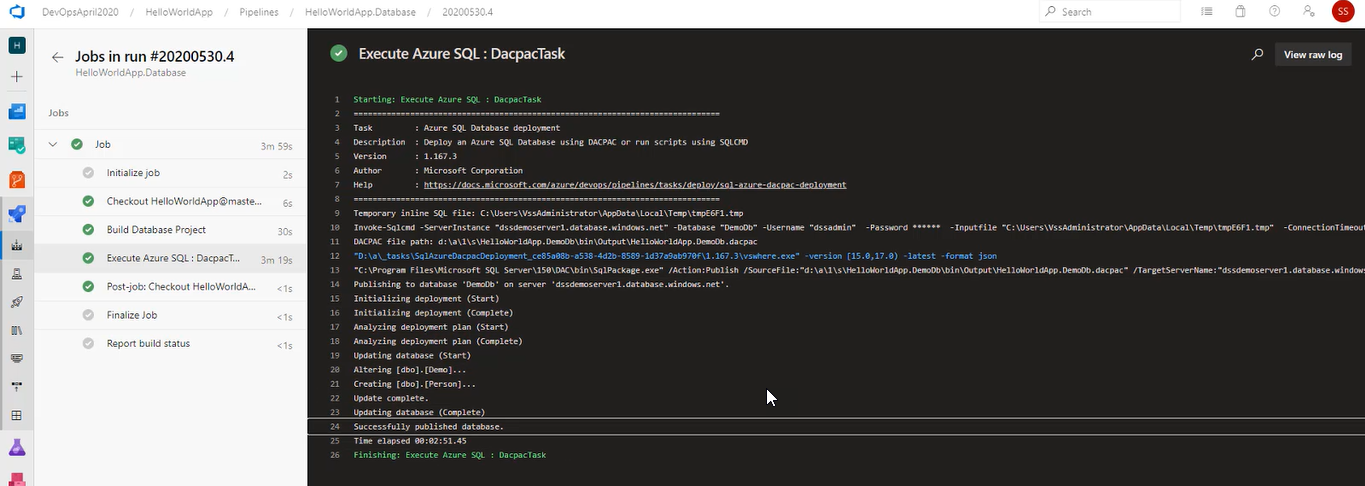 DevOpsApril2020 / HelloWorldApp / Pipelines / HelloWorldApp.Database / 20200530.4
Search
SS
H
Jobs in run #20200530.4
HelloWorldApp.Database
Jobs
Job 3m 59s
Initialize job 2s
Checkout HelloWorldApp@maste... 6s
Build Database Project 30s
Execute Azure SQL : DacpacT... 3m 19s
Post-job: Checkout HelloWorldA... <1s
Finalize Job <1s
Report build status <1s
Execute Azure SQL : DacpacTask
View raw log
1 Starting: Execute Azure SQL : DacpacTask
2 ==============================================================================
3 Task : Azure SQL Database deployment
4 Description : Deploy an Azure SQL Database using DACPAC or run scripts using SQLCMD
5 Version : 1.167.3
6 Author : Microsoft Corporation
7 Help : https://docs.microsoft.com/azure/devops/pipelines/tasks/deploy/sql-azure-dacpac-deployment
8 ==============================================================================
9 Temporary inline SQL file: C:\Users\VssAdministrator\AppData\Local\Temp\tmpE6F1.tmp
10 Invoke-Sqlcmd -ServerInstance "dssdemoserver1.database.windows.net" -Database "DemoDb" -Username "dssadmin" -Password ****** -Inputfile "C:\Users\VssAdministrator\AppData\Local\Temp\tmpE6F1.tmp" -ConnectionTimeou
11 DACPAC file path: d:\a\1\s\HelloWorldApp.DemoDb\bin\Output\HelloWorldApp.DemoDb.dacpac
12 "D:\a\_tasks\SqlAzureDacpacDeployment_ce85a08b-a538-4d2b-8589-1d37a9ab970f\1.167.3\vswhere.exe" -version [15.0,17.0) -latest -format json
13 "C:\Program Files\Microsoft SQL Server\150\DAC\bin\SqlPackage.exe" /Action:Publish /SourceFile:"d:\a\1\s\HelloWorldApp.DemoDb\bin\Output\HelloWorldApp.DemoDb.dacpac" /TargetServerName:"dssdemoserver1.database.windows
14 Publishing to database 'DemoDb' on server 'dssdemoserver1.database.windows.net'.
15 Initializing deployment (Start)
16 Initializing deployment (Complete)
17 Analyzing deployment plan (Start)
18 Analyzing deployment plan (Complete)
19 Updating database (Start)
20 Altering [dbo].[Demo]...
21 Creating [dbo].[Person]...
22 Update complete.
23 Updating database (Complete)
24 Successfully published database.
25 Time elapsed 00:02:51.45
26 Finishing: Execute Azure SQL : DacpacTask